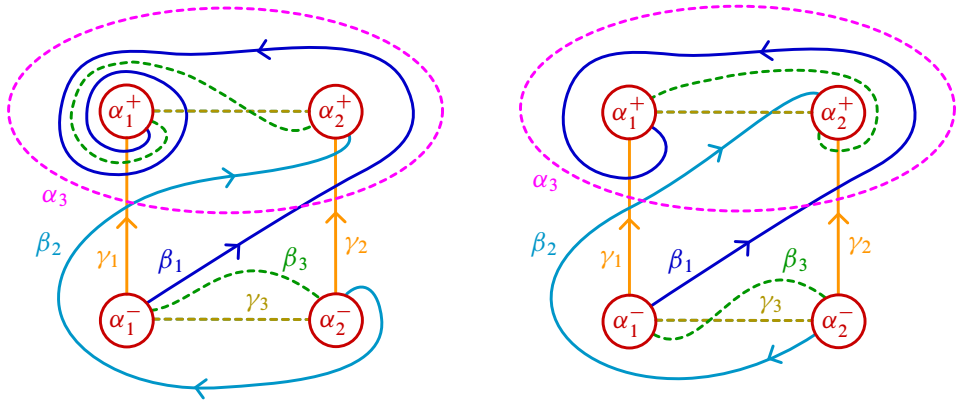 α₁⁺ α₂⁺
α₃
β₂
γ₁ β₁ β₃ γ₂
γ₃
α₁⁻ α₂⁻
α₁⁺ α₂⁺
α₃
β₂
γ₁ β₁ β₃ γ₂
γ₃
α₁⁻ α₂⁻